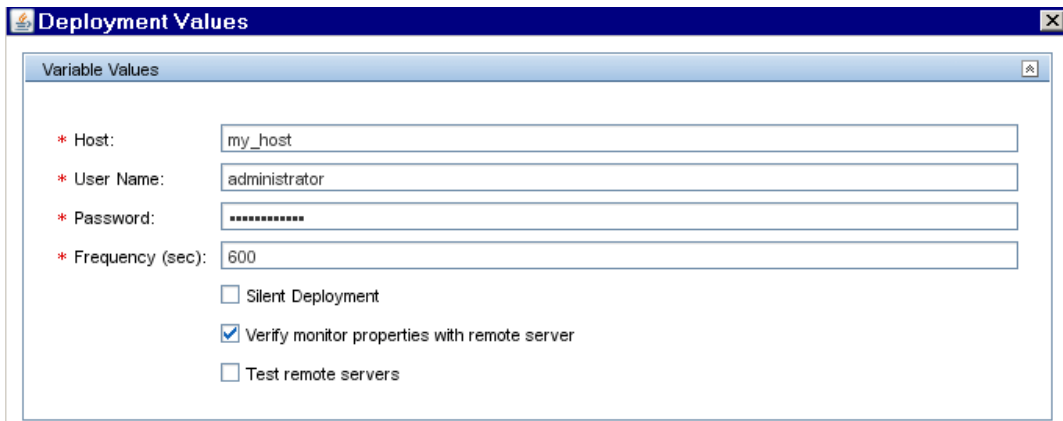 Deployment Values
Variable Values
* Host: my_host
* User Name: administrator
* Password: ••••••••••••
* Frequency (sec): 600
Silent Deployment
Verify monitor properties with remote server
Test remote servers